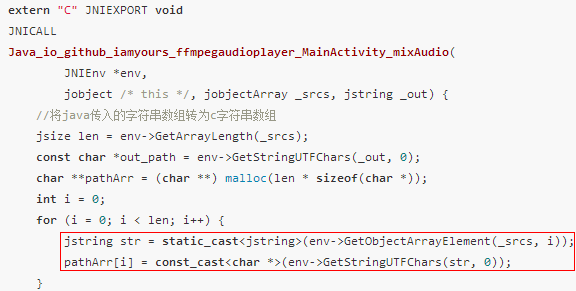 extern "C" JNIEXPORT void
JNICALL
Java_io_github_iamyours_ffmpegaudioplayer_MainActivity_mixAudio(
        JNIEnv *env,
        jobject /* this */, jobjectArray _srcs, jstring _out) {
    //将java传入的字符串数组转为c字符串数组
    jsize len = env->GetArrayLength(_srcs);
    const char *out_path = env->GetStringUTFChars(_out, 0);
    char **pathArr = (char **) malloc(len * sizeof(char *));
    int i = 0;
    for (i = 0; i < len; i++) {
        jstring str = static_cast<jstring>(env->GetObjectArrayElement(_srcs, i));
        pathArr[i] = const_cast<char *>(env->GetStringUTFChars(str, 0));
    }